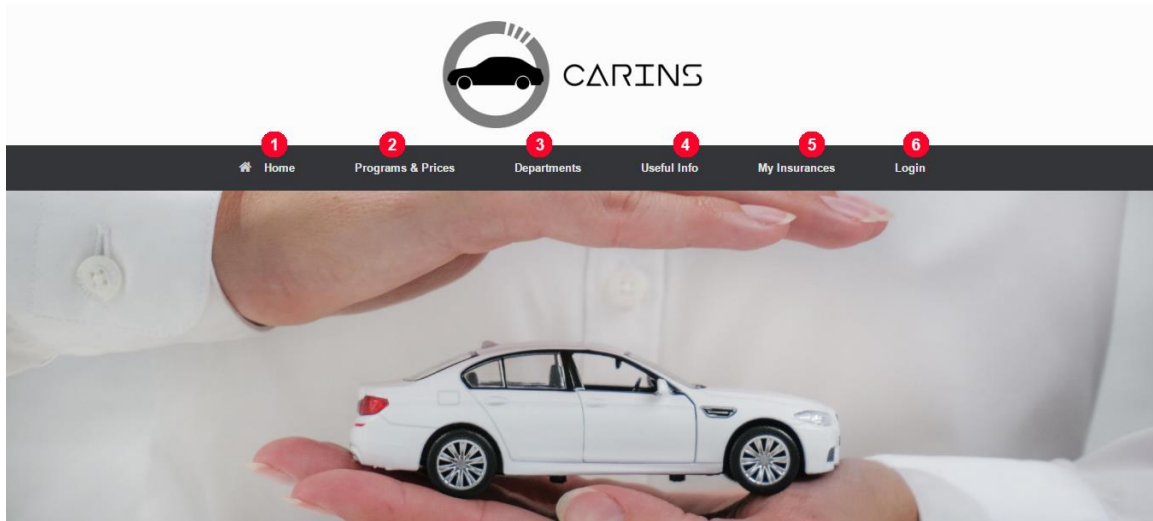 CARINS
1 2 3 4 5 6
Home Programs & Prices Departments Useful Info My Insurances Login